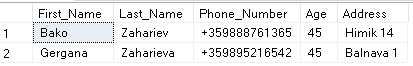 First_Name Last_Name Phone_Number Age Address
1 Bako Zahariev +359888761365 45 Himik 14
2 Gergana Zaharieva +359895216542 45 Balnava 1